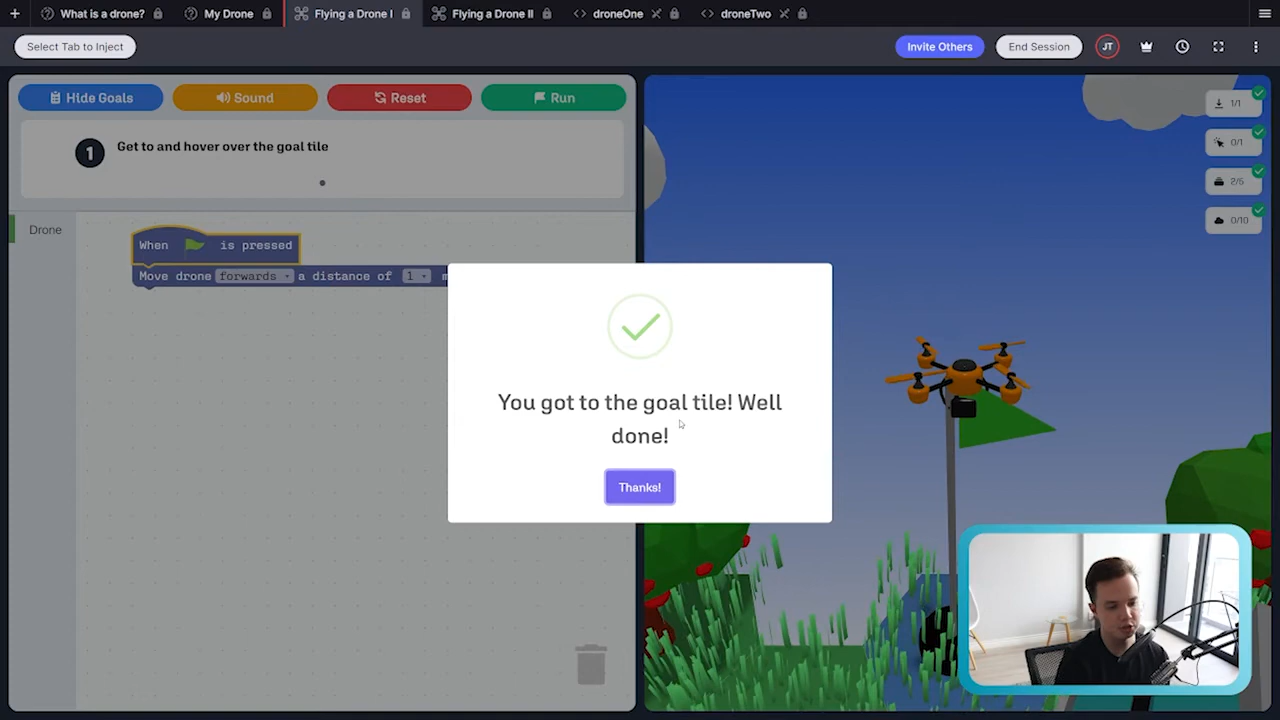 What is a drone?
My Drone
Flying a Drone I
Flying a Drone II
droneOne
droneTwo
Select Tab to Inject
Invite Others
End Session
JT
Hide Goals
Sound
Reset
Run
1
Get to and hover over the goal tile
Drone
When is pressed
Move drone forwards a distance of 1 m
You got to the goal tile! Well
done!
Thanks!
1/1
0/1
2/5
0/10